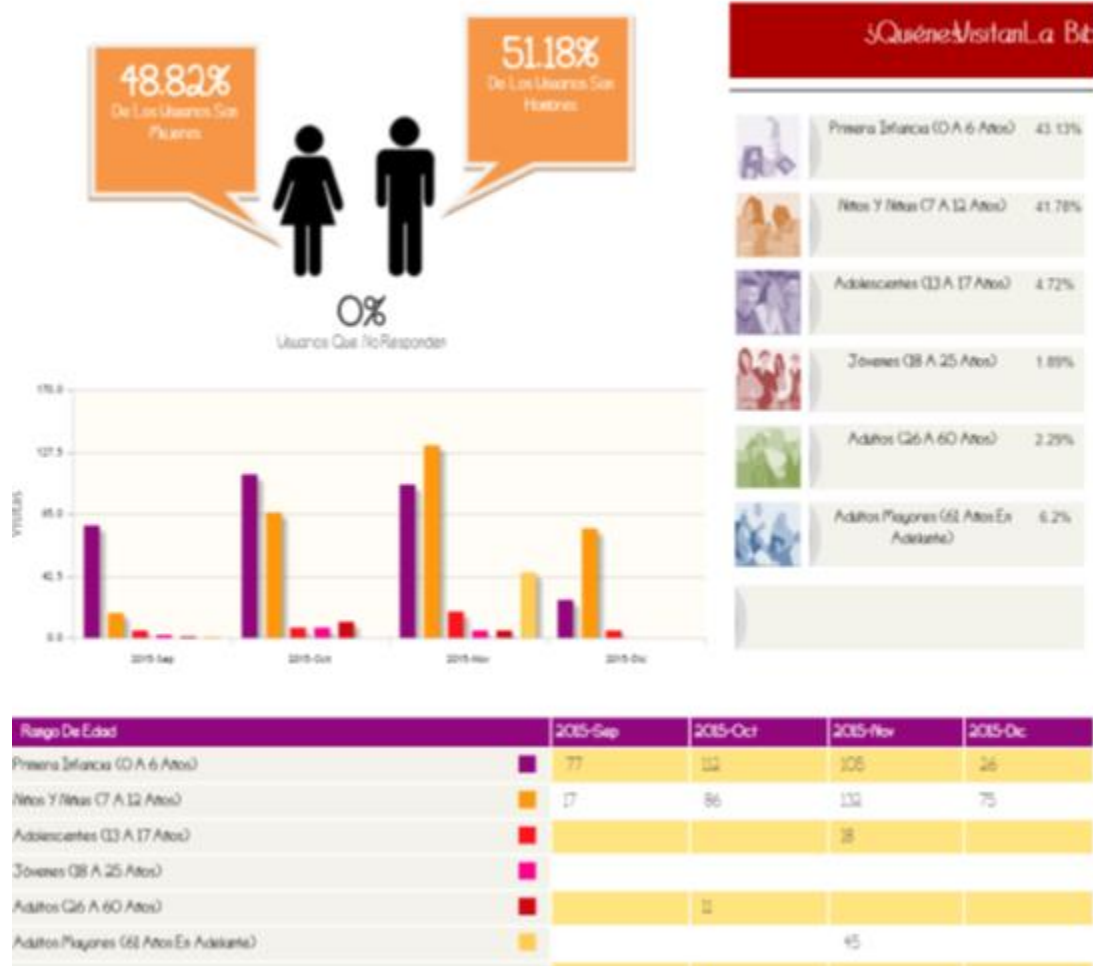 48.82%
De Los Usuarios Son
Mujeres
51.18%
De Los Usuarios Son
Hombres
0%
Usuarios Que No Responden
¿QuiénesVisitanLa Bib
Primera Infancia (0 A 6 Años) 43.13%
Niños Y Niñas (7 A 12 Años) 41.78%
Adolescentes (13 A 17 Años) 4.72%
Jóvenes (18 A 25 Años) 1.89%
Adultos (26 A 60 Años) 2.29%
Adultos Mayores (61 Años En
Adelante) 6.2%
Visitas
170.0
127.5
85.0
42.5
0.0
2015-Sep 2015-Oct 2015-Nov 2015-Dic
Rango De Edad 2015-Sep 2015-Oct 2015-Nov 2015-Dic
Primera Infancia (0 A 6 Años) 77 112 105 26
Niños Y Niñas (7 A 12 Años) 17 86 132 75
Adolescentes (13 A 17 Años) 18
Jóvenes (18 A 25 Años)
Adultos (26 A 60 Años) 11
Adultos Mayores (61 Años En Adelante) 45